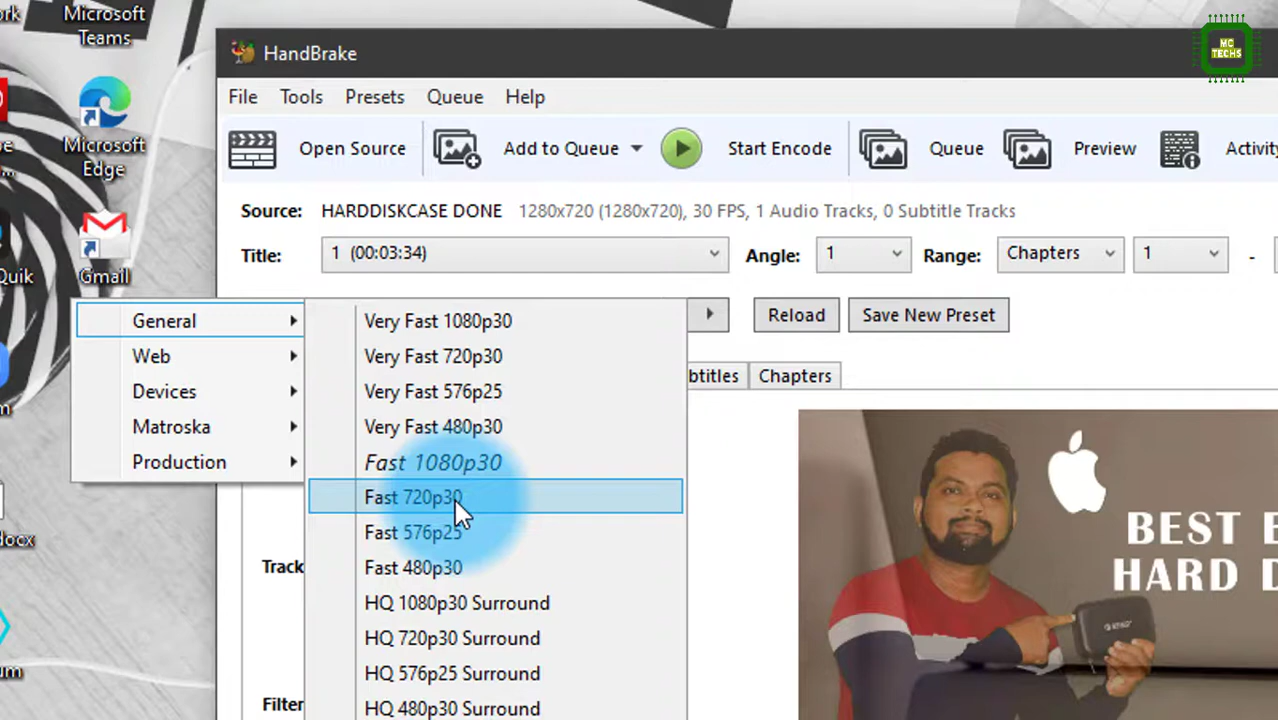 Microsoft
Teams
MC
TECHS
HandBrake
Microsoft
Edge
File Tools Presets Queue Help
Open Source Add to Queue Start Encode Queue Preview
Source: HARDDISKCASE DONE 1280x720 (1280x720), 30 FPS, 1 Audio Tracks, 0 Subtitle Tracks
Title: 1 (00:03:34) Angle: 1 Range: Chapters 1 -
Gmail
Reload Save New Preset
General
Web
Devices
Matroska
Production
Very Fast 1080p30
Very Fast 720p30
Very Fast 576p25
Very Fast 480p30
Fast 1080p30
Fast 720p30
Fast 576p25
Fast 480p30
HQ 1080p30 Surround
HQ 720p30 Surround
HQ 576p25 Surround
HQ 480p30 Surround
btitles Chapters
Track
Filter
docx
BEST
HARD